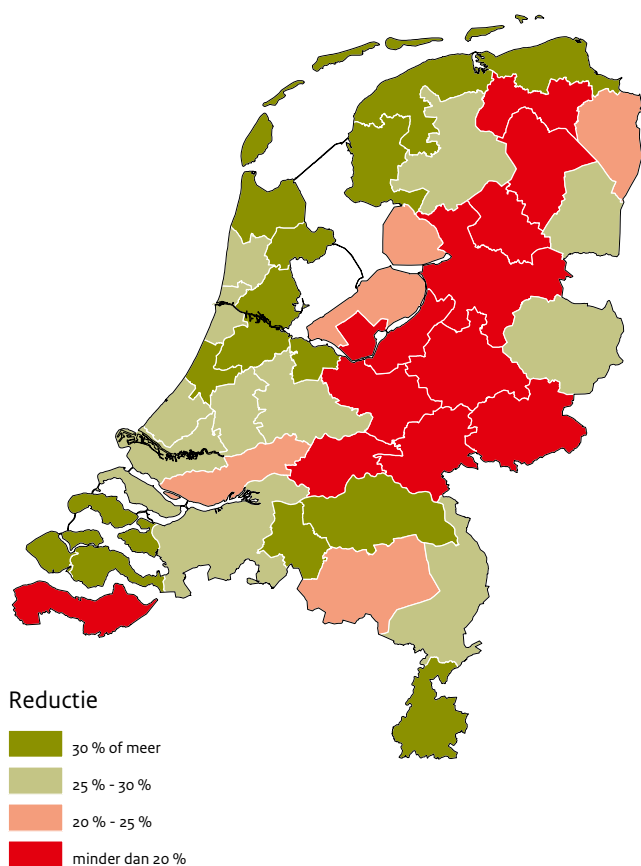 Reductie
30 % of meer
25 % - 30 %
20 % - 25 %
minder dan 20 %